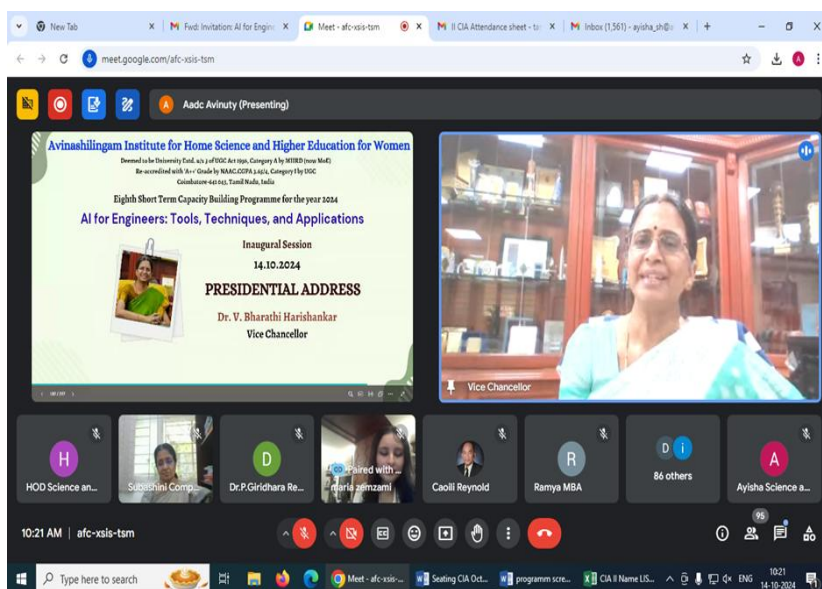 New Tab
Fwd: Invitation: AI for Engin
Meet - afc-xsis-tsm
II CIA Attendance sheet - ta
Inbox (1,561) - ayisha_sh@a
meet.google.com/afc-xsis-tsm
A
A Aadc Avinuty (Presenting)
Avinashilingam Institute for Home Science and Higher Education for Women
Deemed to be University Estd. u/s 3 of UGC Act 1956, Category A by MHRD (now MoE)
Re-accredited with 'A++' Grade by NAAC.CGPA 3.65/4, Category I by UGC
Coimbatore-641 043, Tamil Nadu, India
Eighth Short Term Capacity Building Programme for the year 2024
AI for Engineers: Tools, Techniques, and Applications
Inaugural Session
14.10.2024
PRESIDENTIAL ADDRESS
Dr. V. Bharathi Harishankar
Vice Chancellor
Vice Chancellor
H
HOD Science an...
Subashini Comp...
D
Dr.P.Giridhara Re...
Paired with ...
maria zemzami
Caoili Reynold
R
Ramya MBA
D i
86 others
A
Ayisha Science a...
10:21 AM | afc-xsis-tsm
95
Type here to search
Meet - afc-xsis-...
Seating CIA Oct...
programm scre...
CIA II Name LIS...
ENG
10:21
14-10-2024